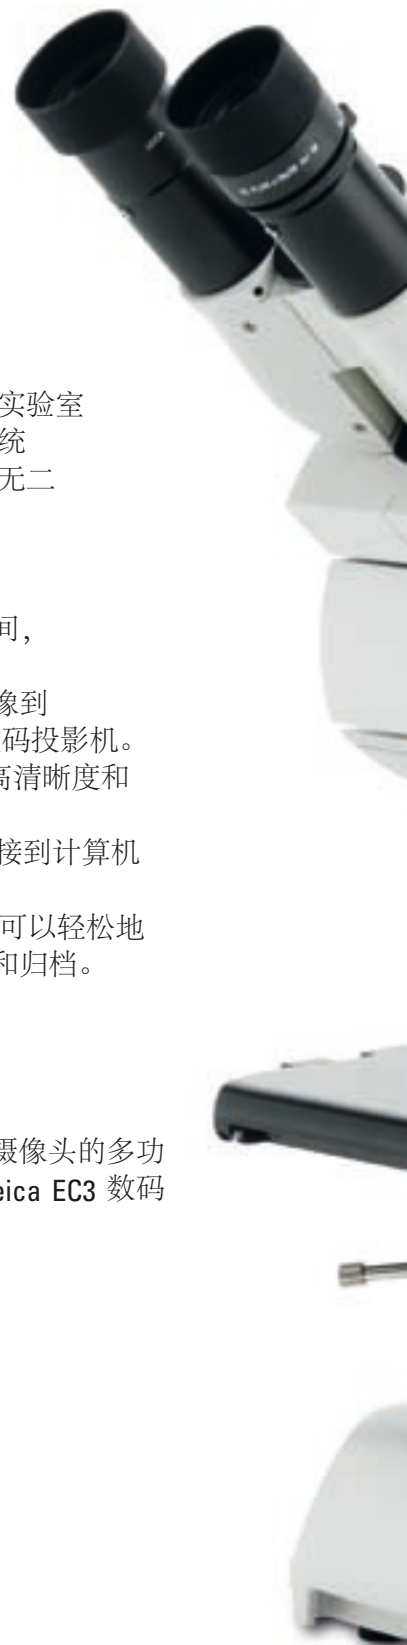 实验室
统
无二
间，
像到
码投影机。
高清晰度和
接到计算机
可以轻松地
和归档。
摄像头的多功
eica EC3 数码